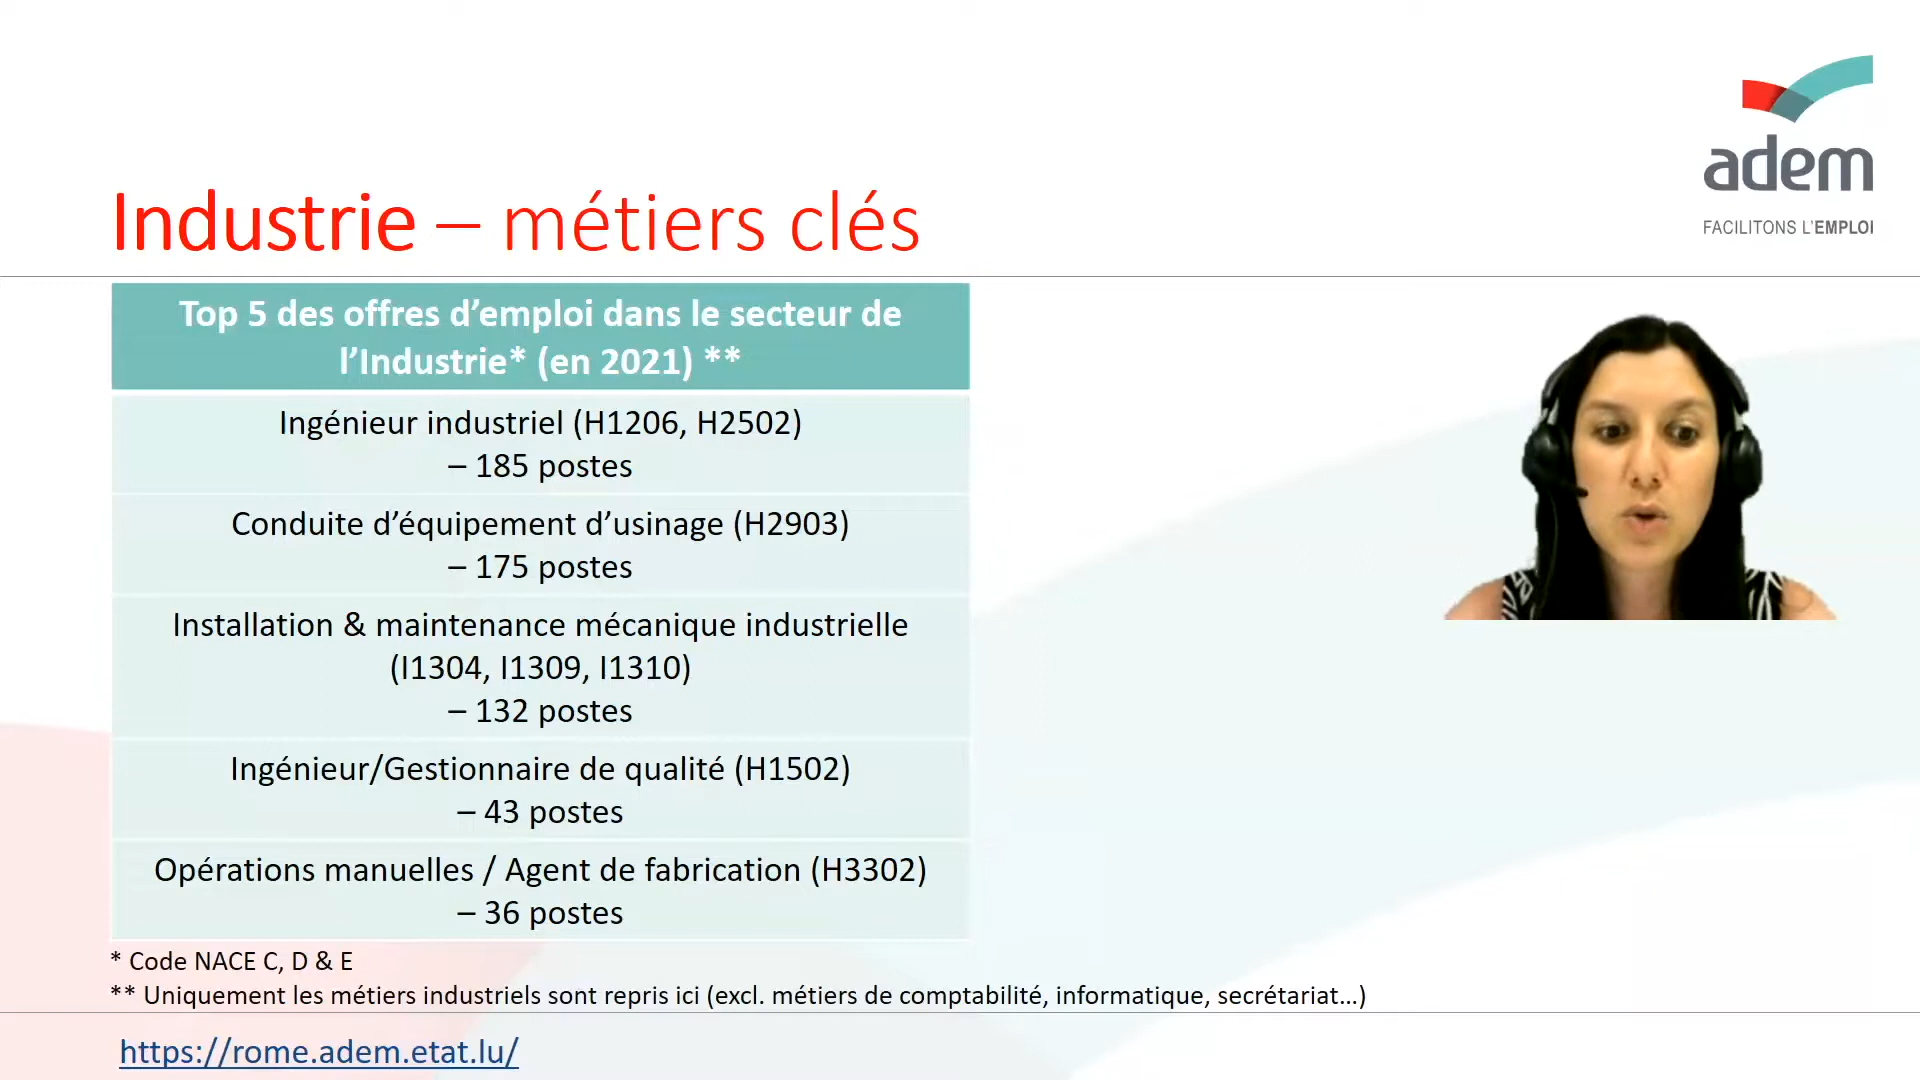 adem
FACILITONS L'EMPLOI
Industrie – métiers clés
Top 5 des offres d’emploi dans le secteur de
l’Industrie* (en 2021) **
Ingénieur industriel (H1206, H2502)
– 185 postes
Conduite d’équipement d’usinage (H2903)
– 175 postes
Installation & maintenance mécanique industrielle
(I1304, I1309, I1310)
– 132 postes
Ingénieur/Gestionnaire de qualité (H1502)
– 43 postes
Opérations manuelles / Agent de fabrication (H3302)
– 36 postes
* Code NACE C, D & E
** Uniquement les métiers industriels sont repris ici (excl. métiers de comptabilité, informatique, secrétariat…)
https://rome.adem.etat.lu/